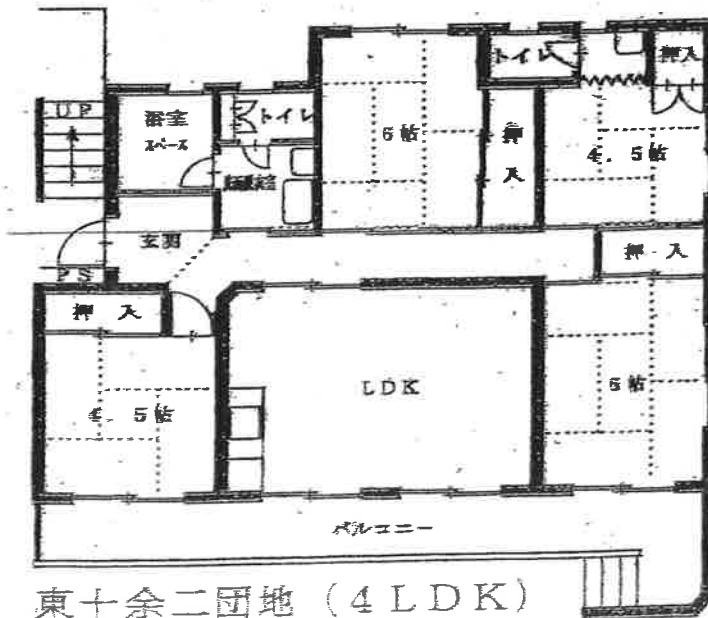 トイレ
押入
UP
浴室
スペース
トイレ
6帖
押入
4.5帖
玄関
押入
PS
押入
LDK
6帖
4.5帖
バルコニー
東十余二団地(4LDK)